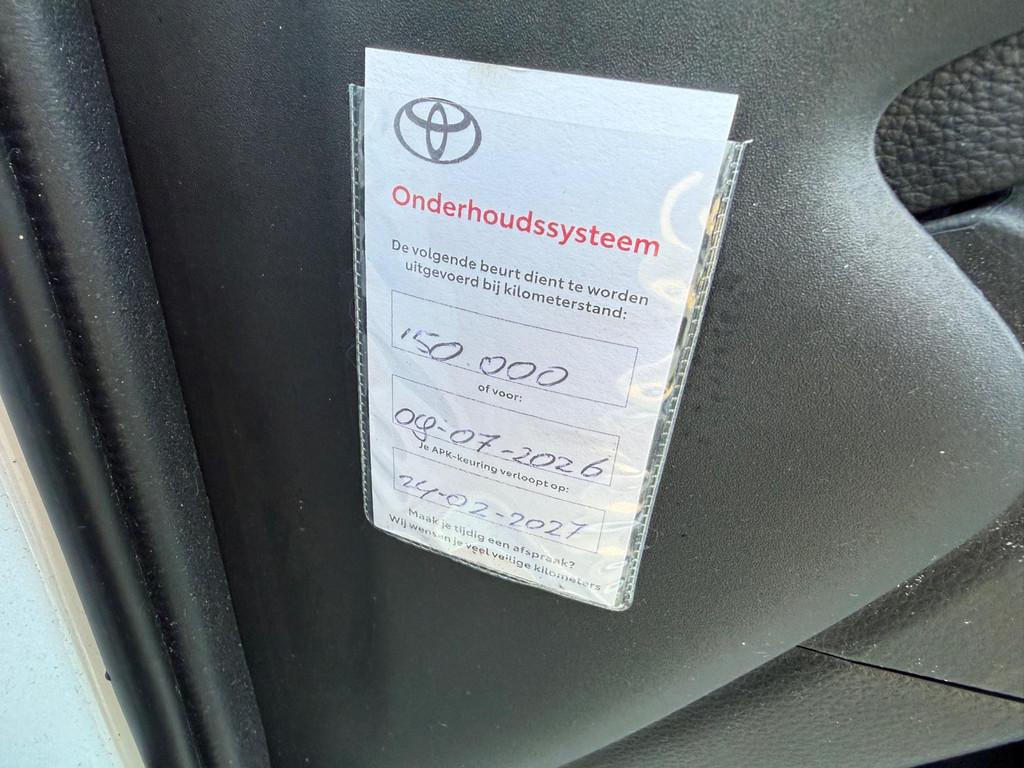 Onderhoudssysteem
De volgende beurt dient te worden
uitgevoerd bij kilometerstand:
150.000
of voor:
09-07-2026
Je APK-keuring verloopt op:
24-02-2027
Maak je tijdig een afspraak?
Wij wensen je veel veilige kilometers